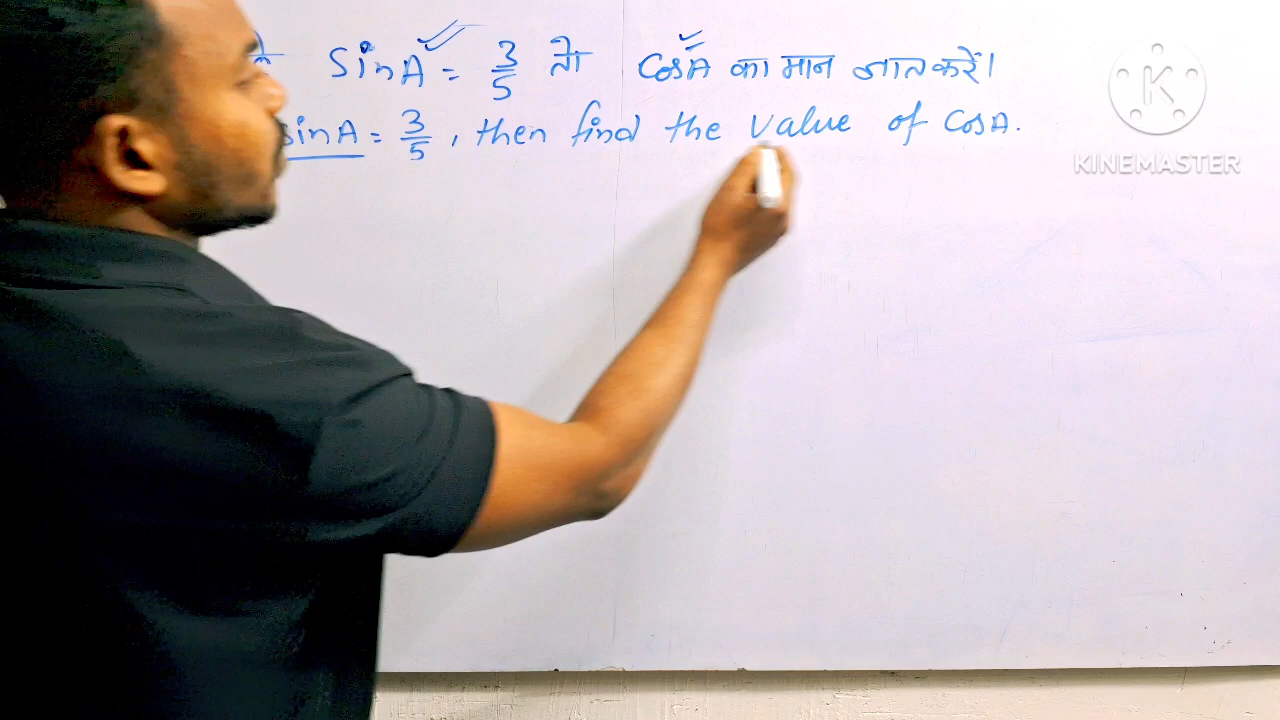 sinA = 3/5 तो cosA का मान ज्ञात करें।
sinA = 3/5, then find the value of cosA.
K
KINEMASTER